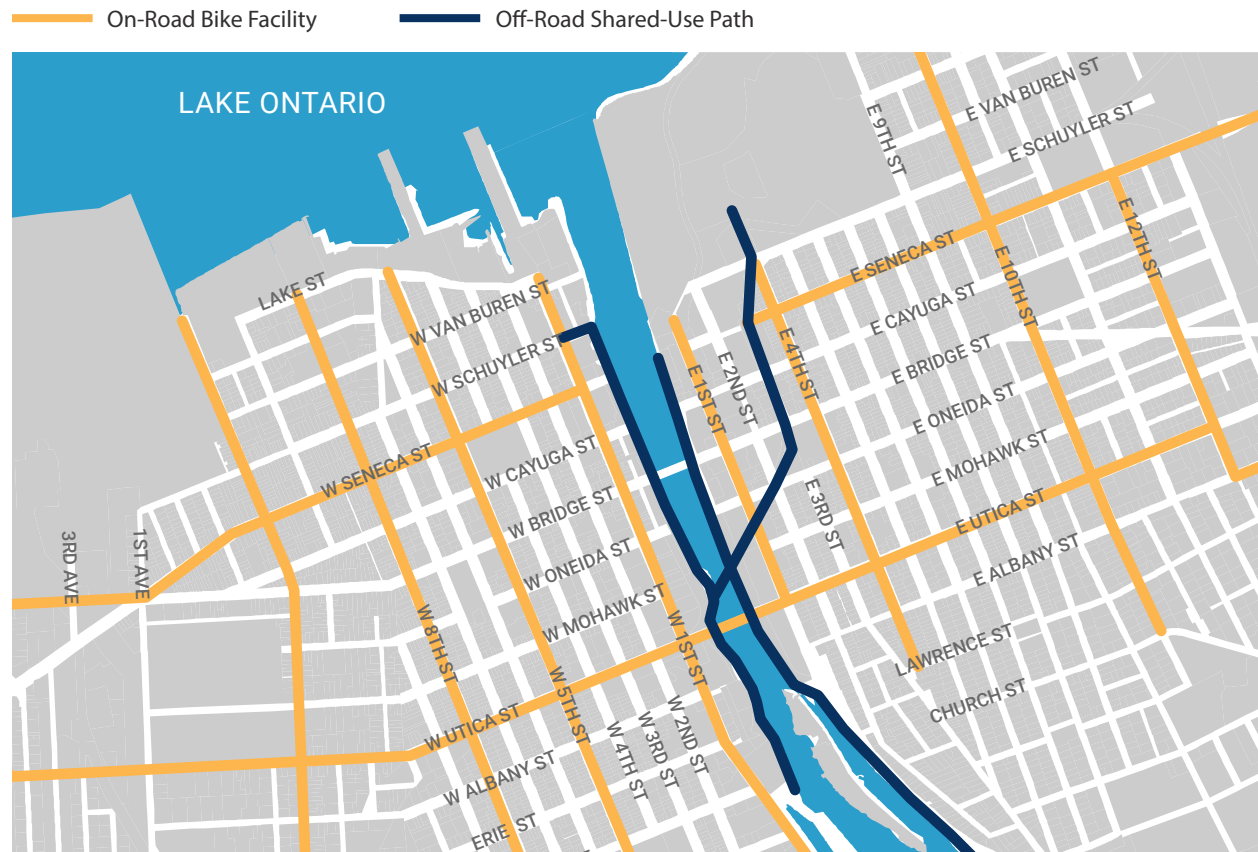 On-Road Bike Facility
Off-Road Shared-Use Path
LAKE ONTARIO
E VAN BUREN ST
E SCHUYLER ST
E 9TH ST
E 12TH ST
E SENECA ST
E 10TH ST
LAKE ST
W VAN BUREN ST
E CAYUGA ST
E 4TH ST
W SCHUYLER ST
E BRIDGE ST
E 2ND ST
E 1ST ST
E ONEIDA ST
W SENECA ST
W CAYUGA ST
E MOHAWK ST
W BRIDGE ST
E 3RD ST
E UTICA ST
3RD AVE
1ST AVE
W ONEIDA ST
E ALBANY ST
W MOHAWK ST
W 8TH ST
W 1ST ST
LAWRENCE ST
W 5TH ST
CHURCH ST
W UTICA ST
W 2ND ST
W 3RD ST
W 4TH ST
W ALBANY ST
ERIE ST